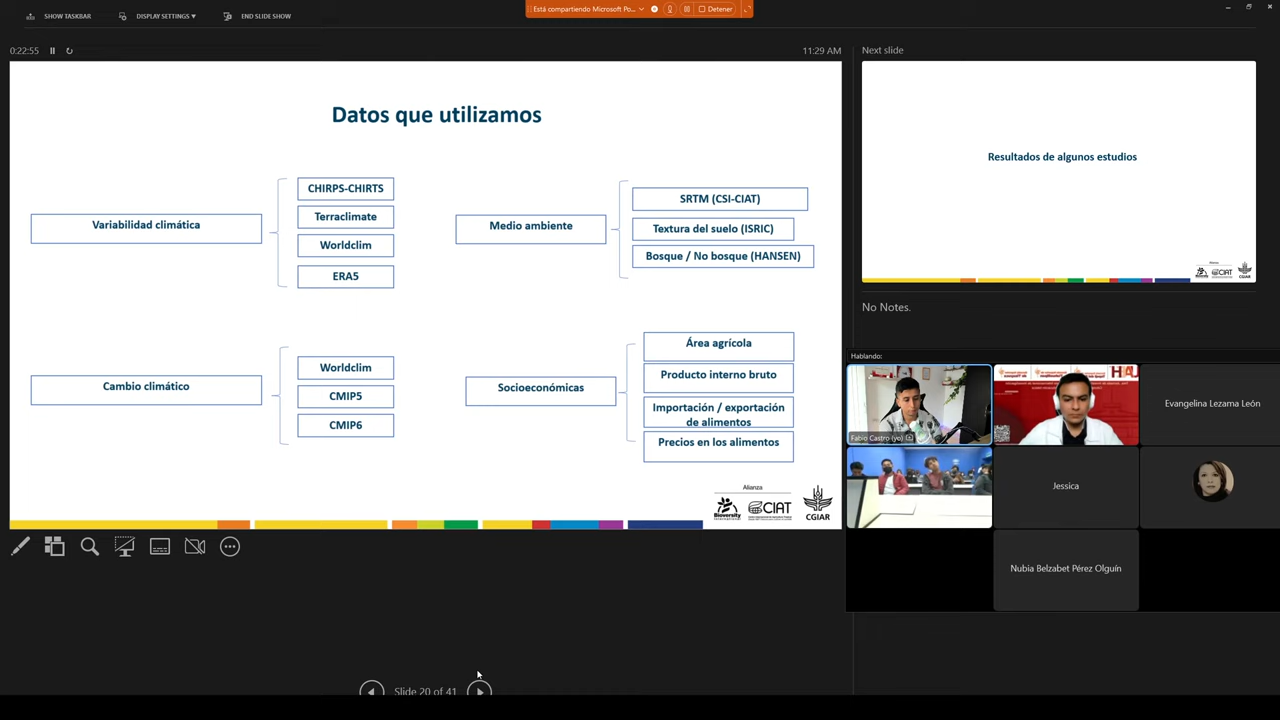 SHOW TASKBAR
DISPLAY SETTINGS
END SLIDE SHOW
Está compartiendo Microsoft Po...
Detener
0:22:55
11:29 AM
Datos que utilizamos
Variabilidad climática
CHIRPS-CHIRTS
Terraclimate
Worldclim
ERA5
Medio ambiente
SRTM (CSI-CIAT)
Textura del suelo (ISRIC)
Bosque / No bosque (HANSEN)
Cambio climático
Worldclim
CMIP5
CMIP6
Socioeconómicas
Área agrícola
Producto interno bruto
Importación / exportación
de alimentos
Precios en los alimentos
Alianza
Bioversity
CIAT
CGIAR
Slide 20 of 41
Next slide
Resultados de algunos estudios
CIAT
No Notes.
Hablando:
Fabio Castro (yo)
Evangelina Lezama León
Jessica
Nubia Belzabet Pérez Olguín